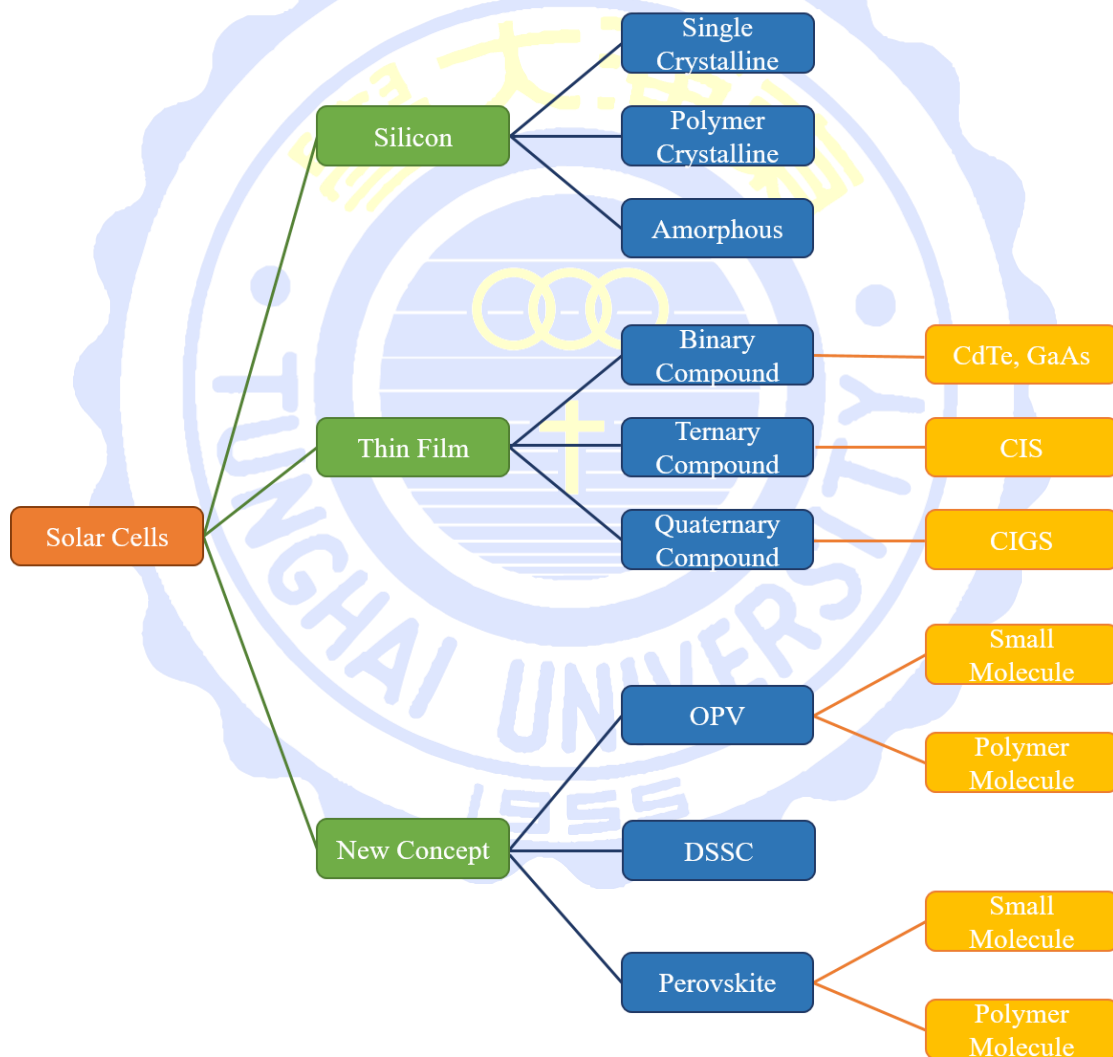 Single
Crystalline
Silicon
Polymer
Crystalline
Amorphous
Binary
Compound
CdTe, GaAs
Thin Film
Ternary
Compound
CIS
Solar Cells
Quaternary
Compound
CIGS
Small
Molecule
OPV
Polymer
Molecule
New Concept
DSSC
Small
Molecule
Perovskite
Polymer
Molecule
TUNGHAI UNIVERSITY
1955